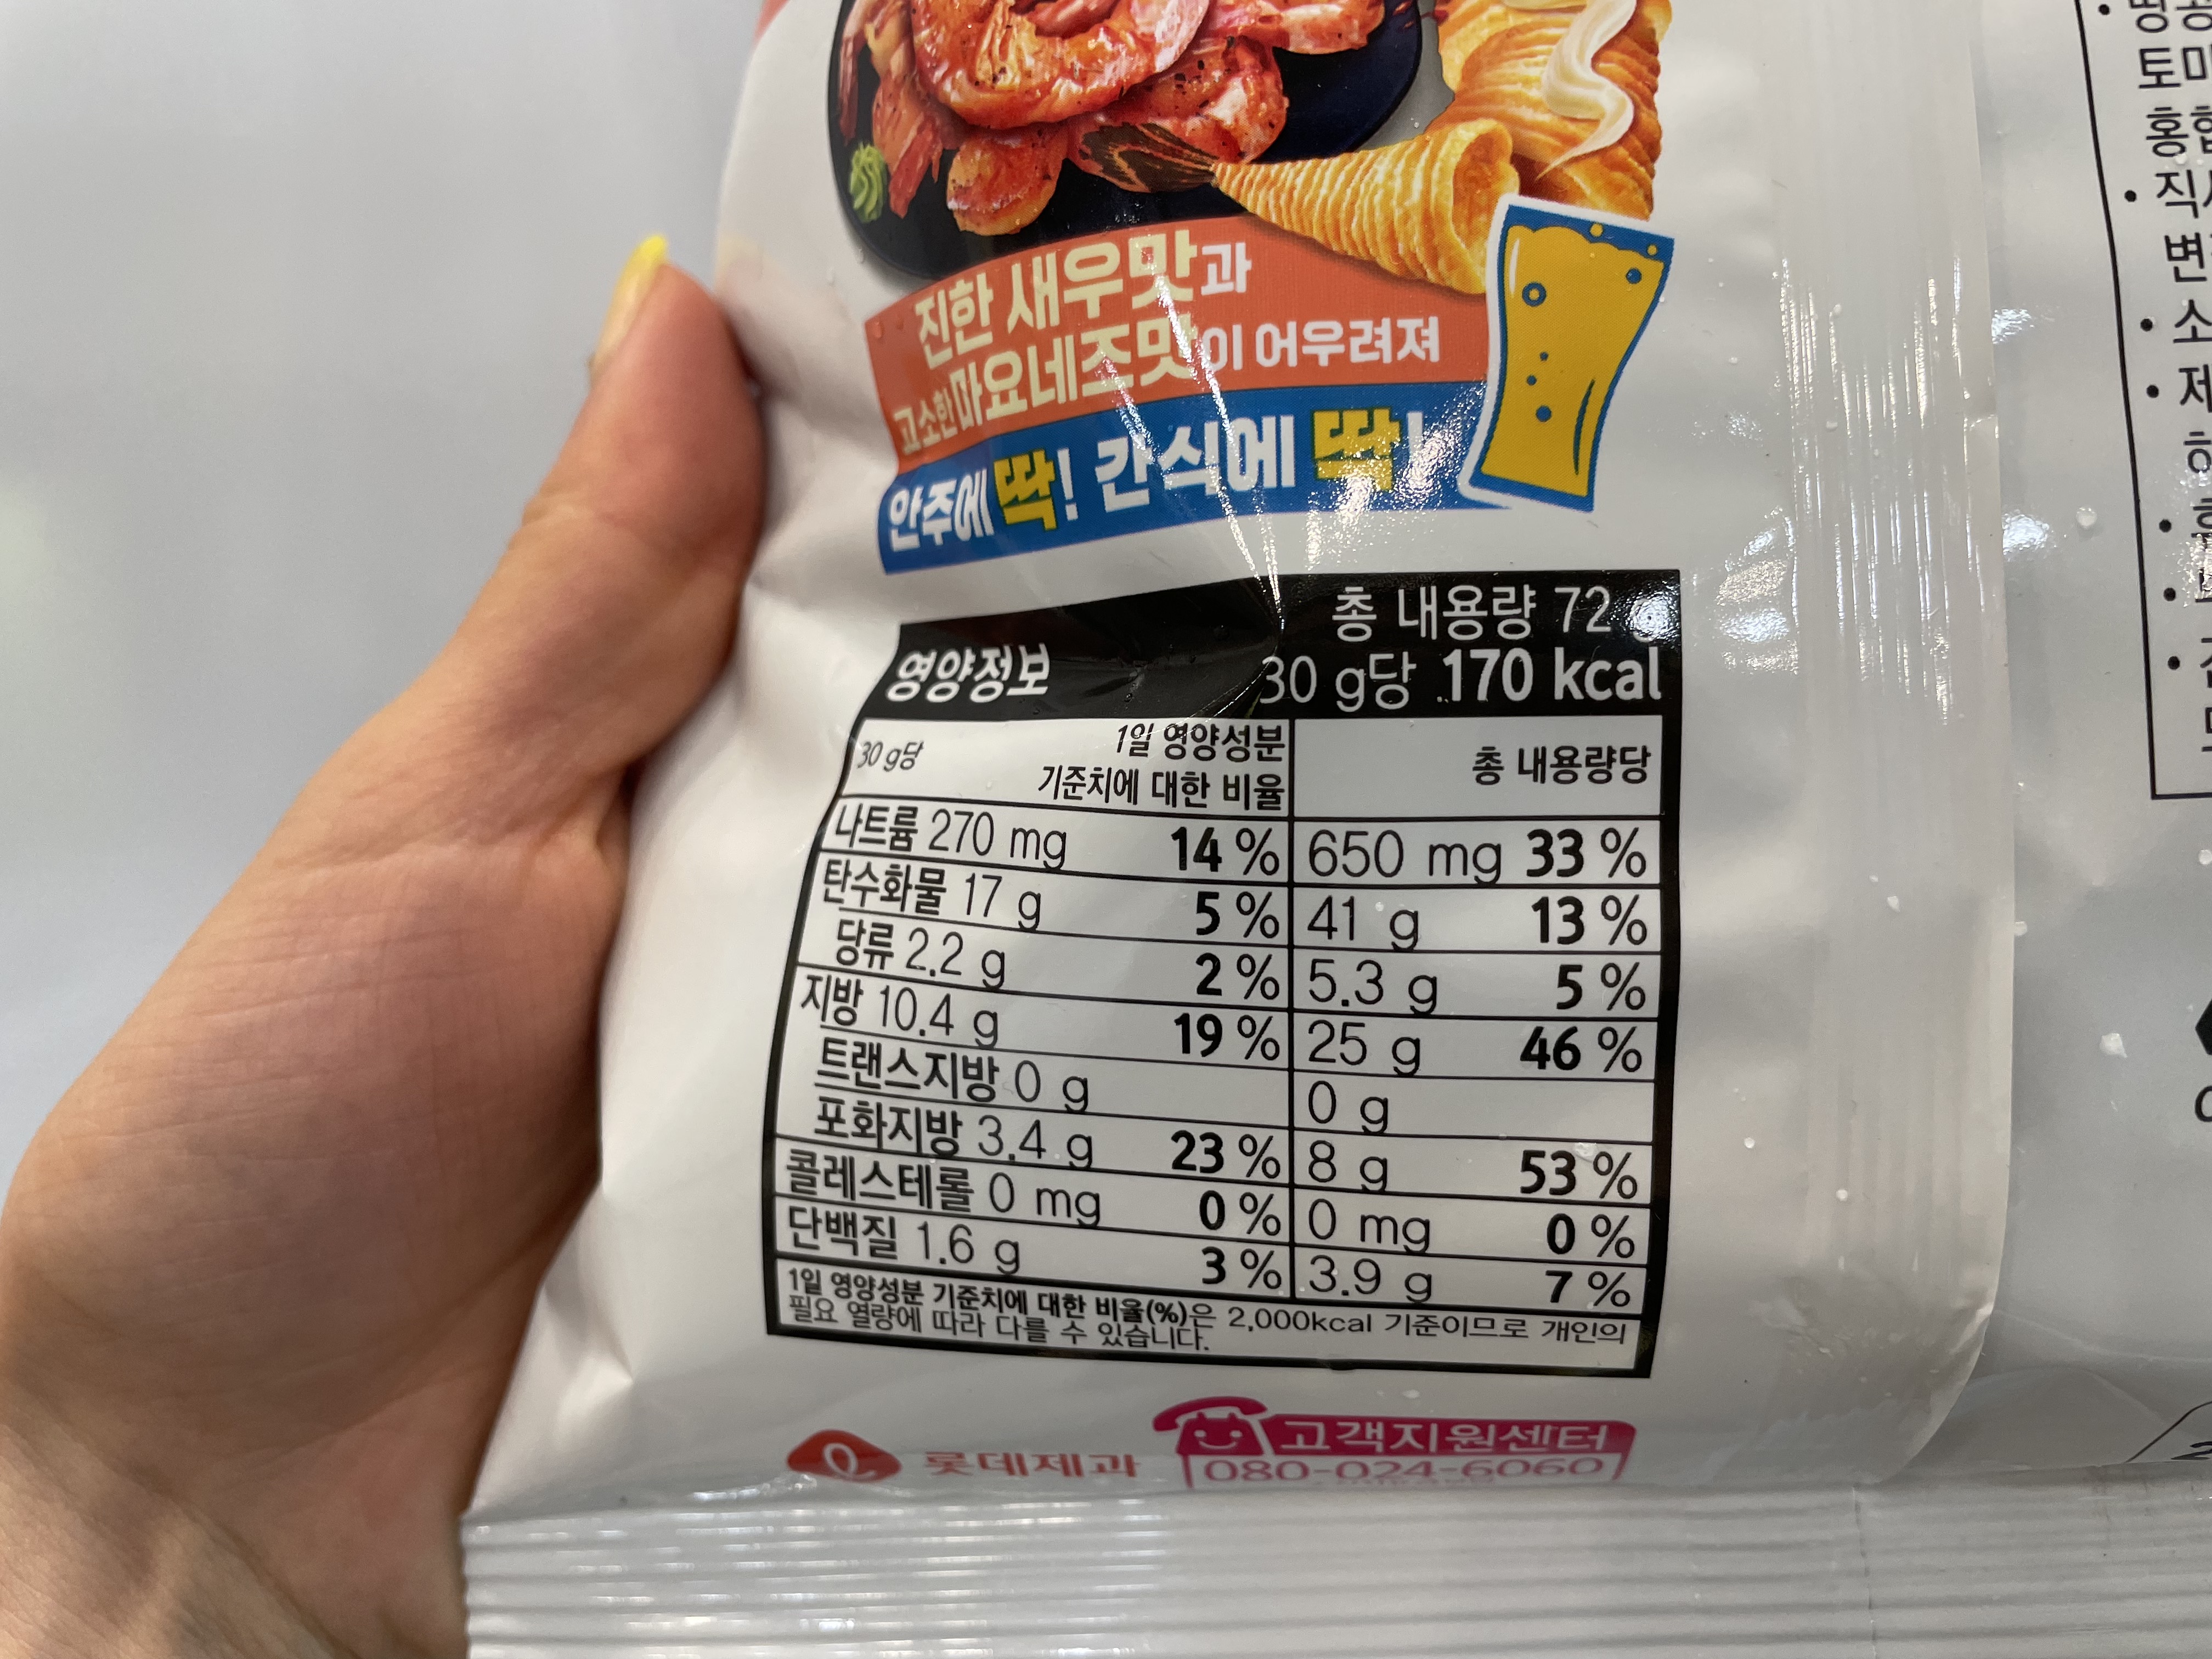 진한 새우맛과
고소한 마요네즈맛이 어우려져
안주에 딱! 간식에 딱!
총 내용량 72 g
영양정보 30 g당 170 kcal
30 g당 1일 영양성분 기준치에 대한 비율 총 내용량당
나트륨 270 mg 14 % 650 mg 33 %
탄수화물 17 g 5 % 41 g 13 %
당류 2.2 g 2 % 5.3 g 5 %
지방 10.4 g 19 % 25 g 46 %
트랜스지방 0 g 0 g
포화지방 3.4 g 23 % 8 g 53 %
콜레스테롤 0 mg 0 % 0 mg 0 %
단백질 1.6 g 3 % 3.9 g 7 %
1일 영양성분 기준치에 대한 비율(%)은 2,000kcal 기준이므로 개인의
필요 열량에 따라 다를 수 있습니다.
롯데제과
고객지원센터
080-024-6060